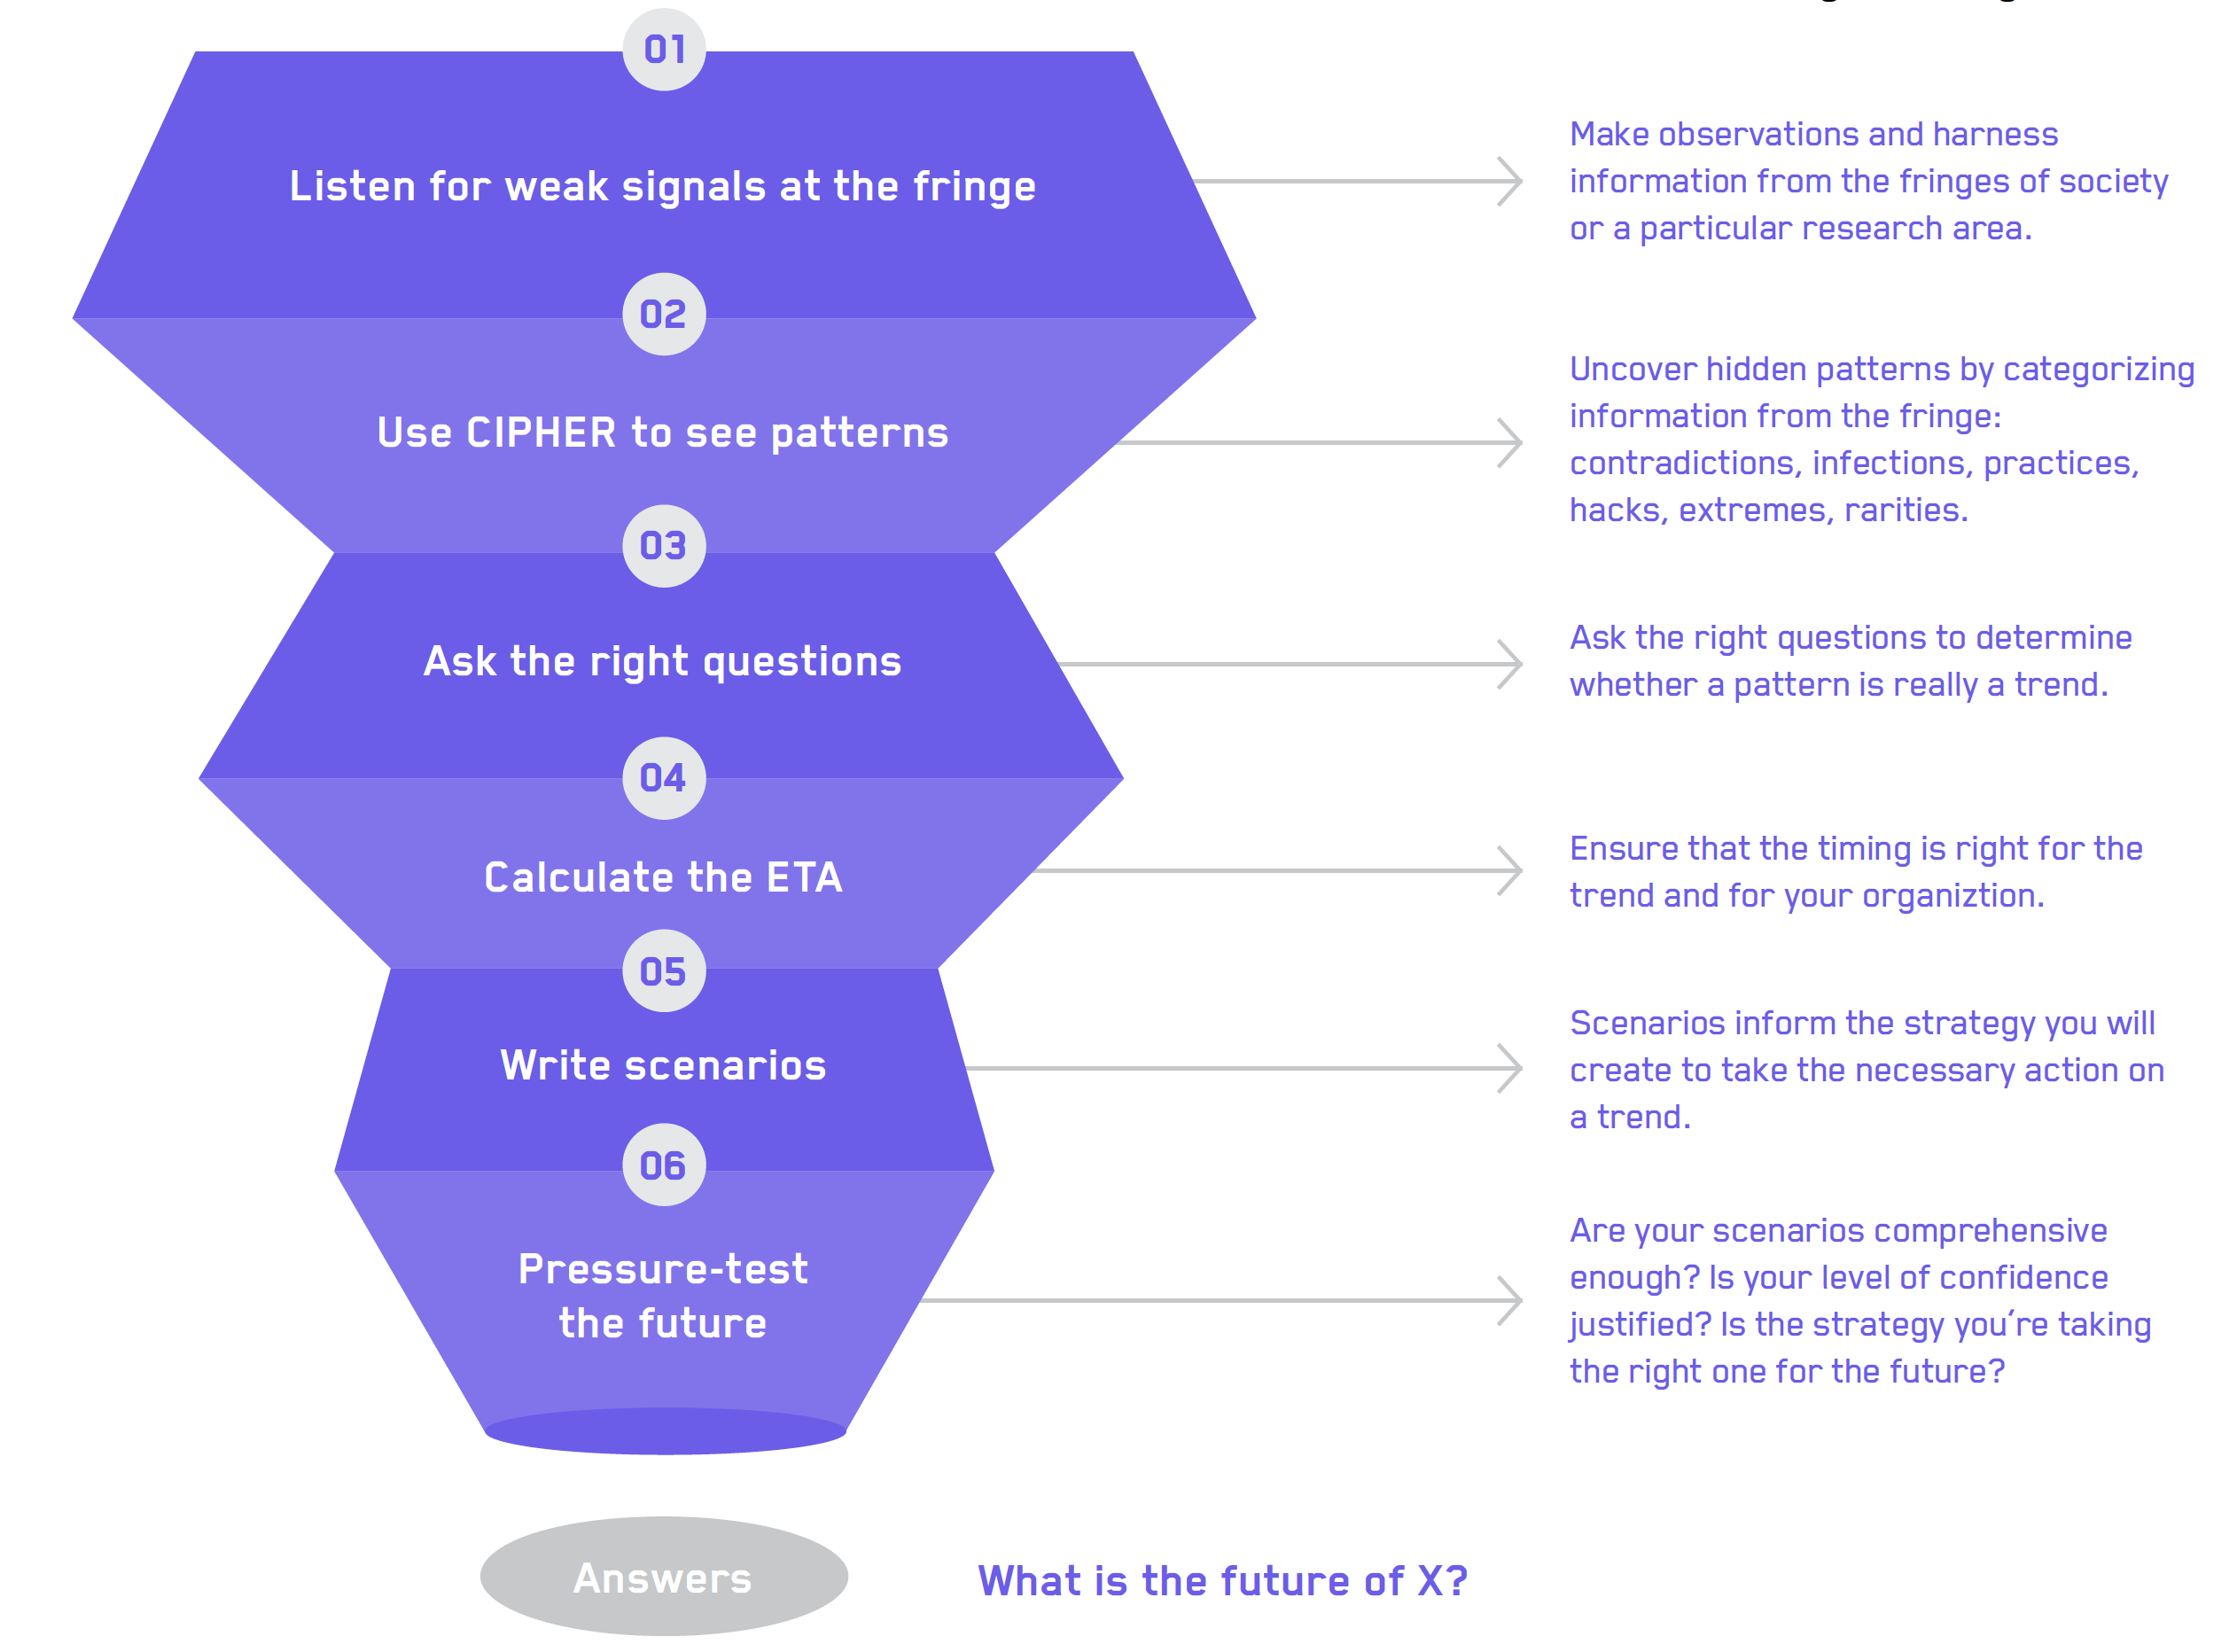 01
Listen for weak signals at the fringe
Make observations and harness
information from the fringes of society
or a particular research area.
02
Use CIPHER to see patterns
Uncover hidden patterns by categorizing
information from the fringe:
contradictions, infections, practices,
hacks, extremes, rarities.
03
Ask the right questions
Ask the right questions to determine
whether a pattern is really a trend.
04
Calculate the ETA
Ensure that the timing is right for the
trend and for your organiztion.
05
Write scenarios
Scenarios inform the strategy you will
create to take the necessary action on
a trend.
06
Pressure-test
the future
Are your scenarios comprehensive
enough? Is your level of confidence
justified? Is the strategy you’re taking
the right one for the future?
Answers
What is the future of X?